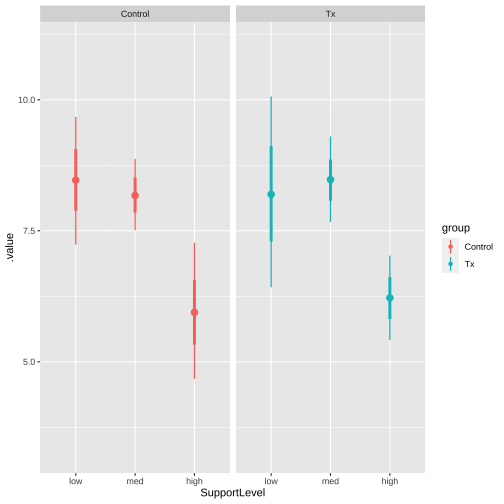 Control
Tx
10.0
7.5
5.0
.value
low
med
high
low
med
high
SupportLevel
group
Control
Tx